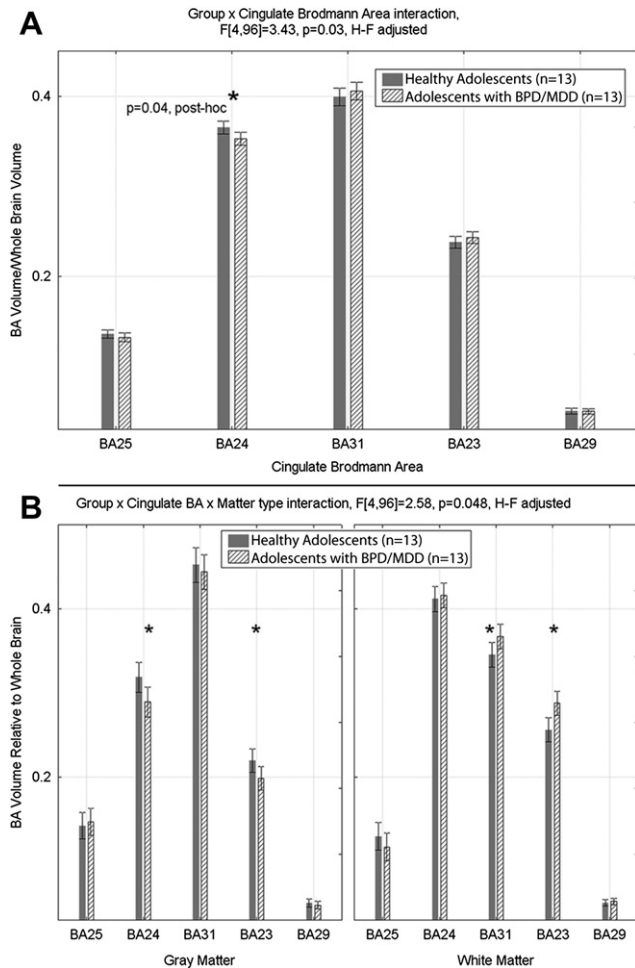 A
Group x Cingulate Brodmann Area interaction,
F[4,96]=3.43, p=0.03, H-F adjusted
Healthy Adolescents (n=13)
Adolescents with BPD/MDD (n=13)
p=0.04, post-hoc
*
0.4
0.2
BA Volume/Whole Brain Volume
BA25 BA24 BA31 BA23 BA29
Cingulate Brodmann Area
B
Group x Cingulate BA x Matter type interaction, F[4,96]=2.58, p=0.048, H-F adjusted
Healthy Adolescents (n=13)
Adolescents with BPD/MDD (n=13)
* * * *
0.4
0.2
BA Volume Relative to Whole Brain
BA25 BA24 BA31 BA23 BA29 BA25 BA24 BA31 BA23 BA29
Gray Matter White Matter